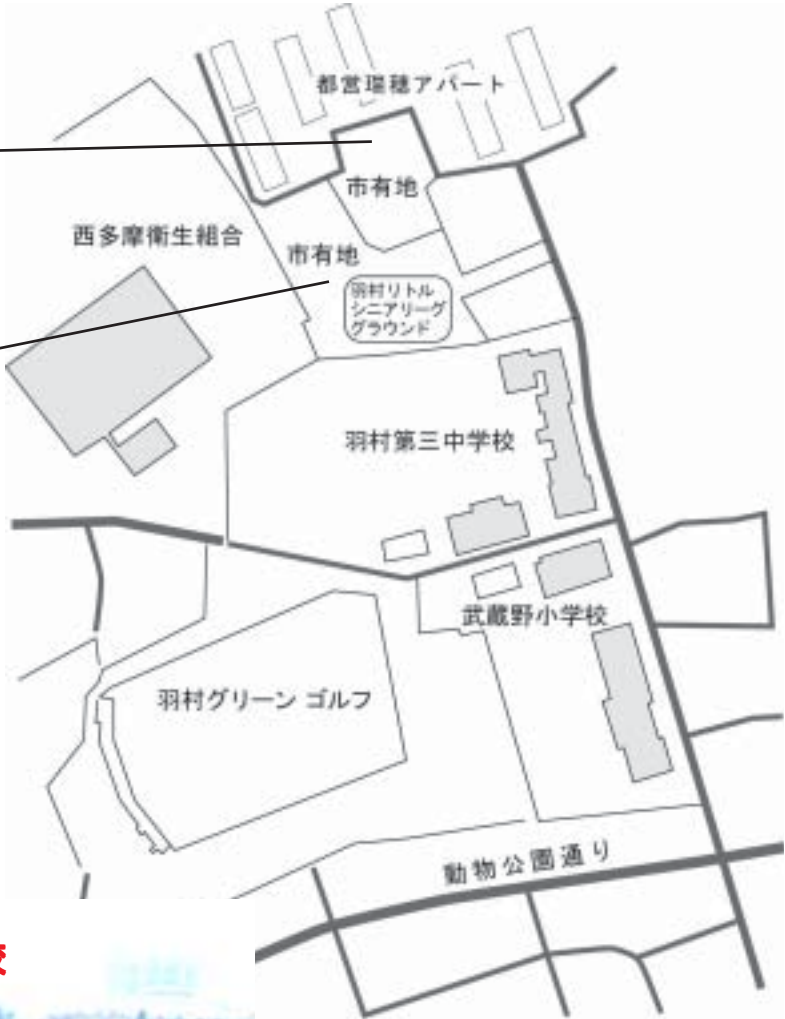 都営瑞穂アパート
市有地
西多摩衛生組合
市有地
羽村リトル
シニアリーグ
グラウンド
羽村第三中学校
武蔵野小学校
羽村グリーン ゴルフ
動物公園通り